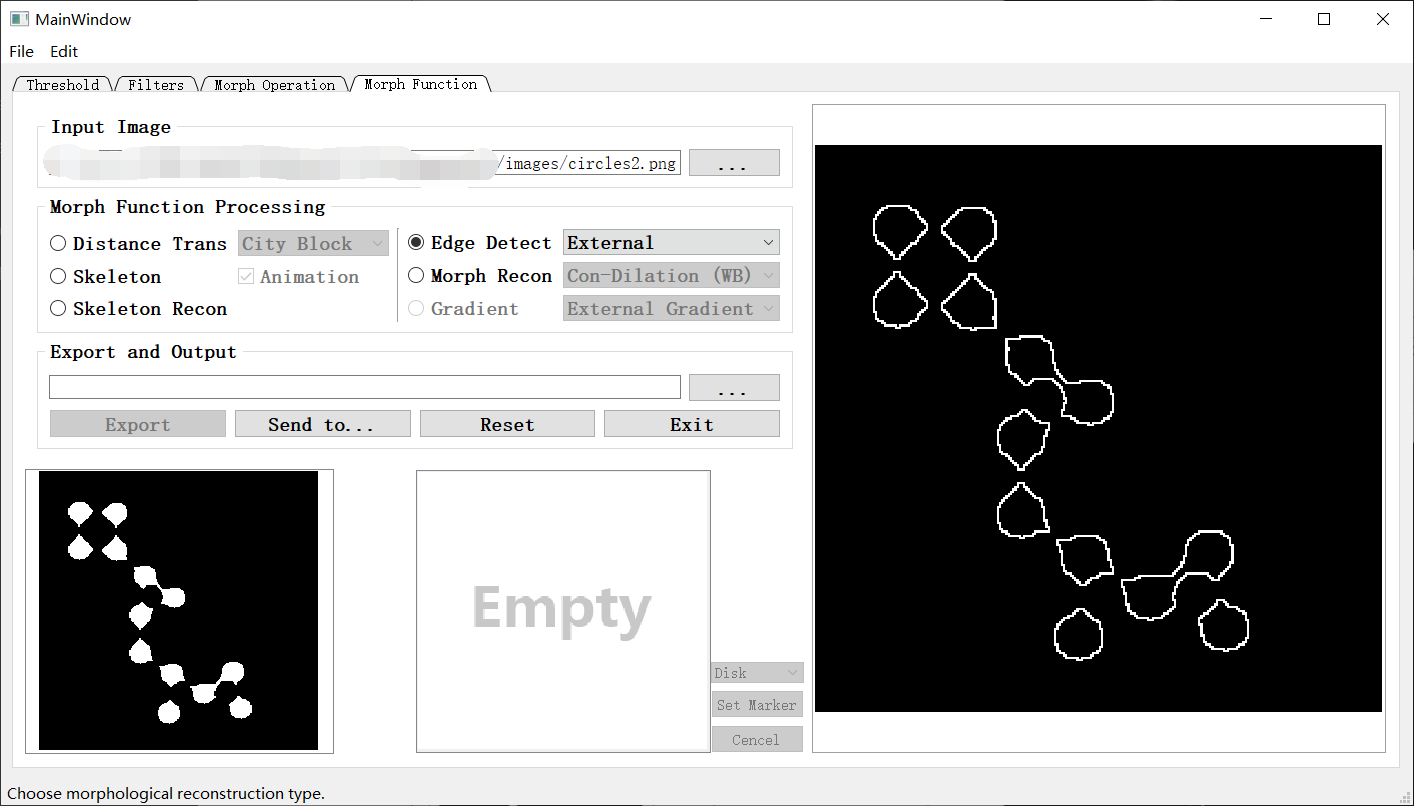 MainWindow
File Edit
Threshold Filters Morph Operation Morph Function
Input Image
/images/circles2.png ...
Morph Function Processing
Distance Trans City Block Edge Detect External
Skeleton Animation Morph Recon Con-Dilation (WB)
Skeleton Recon Gradient External Gradient
Export and Output
...
Export Send to... Reset Exit
Empty
Disk
Set Marker
Cencel
Choose morphological reconstruction type.